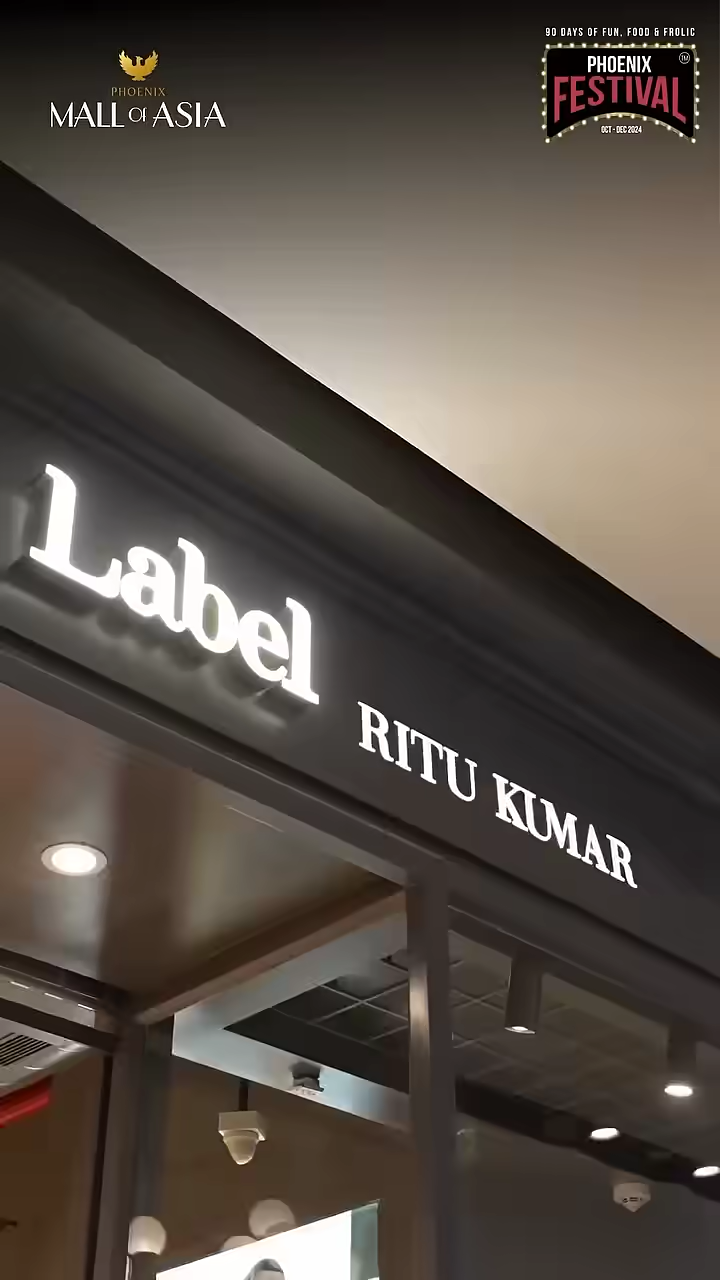 90 DAYS OF FUN, FOOD & FROLIC
PHOENIX
MALL OF ASIA
PHOENIX
TM
FESTIVAL
OCT - DEC 2024
Label
RITU KUMAR